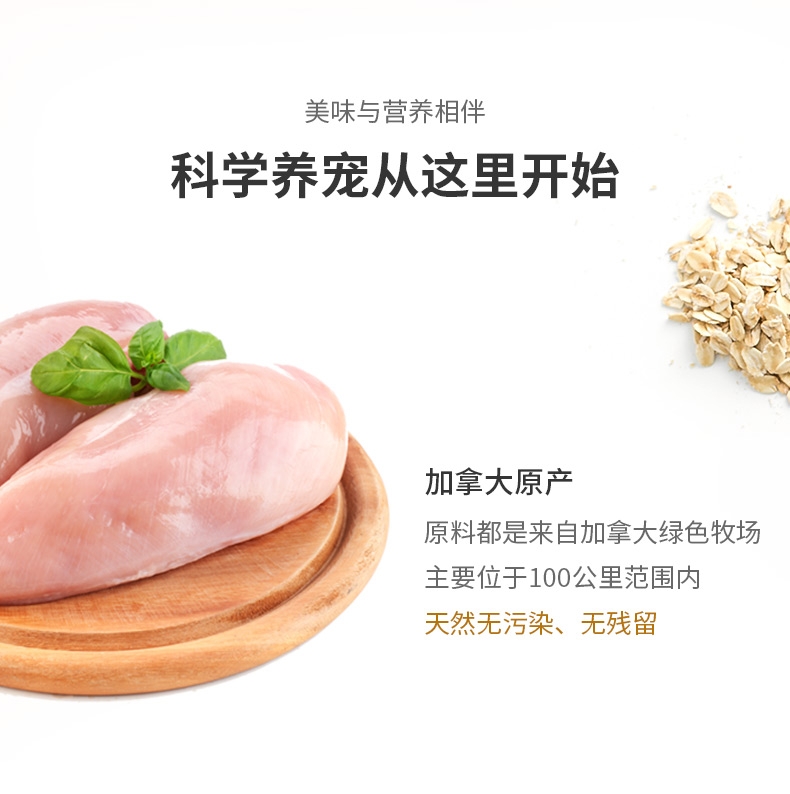 美味与营养相伴
科学养宠从这里开始
加拿大原产
原料都是来自加拿大绿色牧场
主要位于100公里范围内
天然无污染、无残留